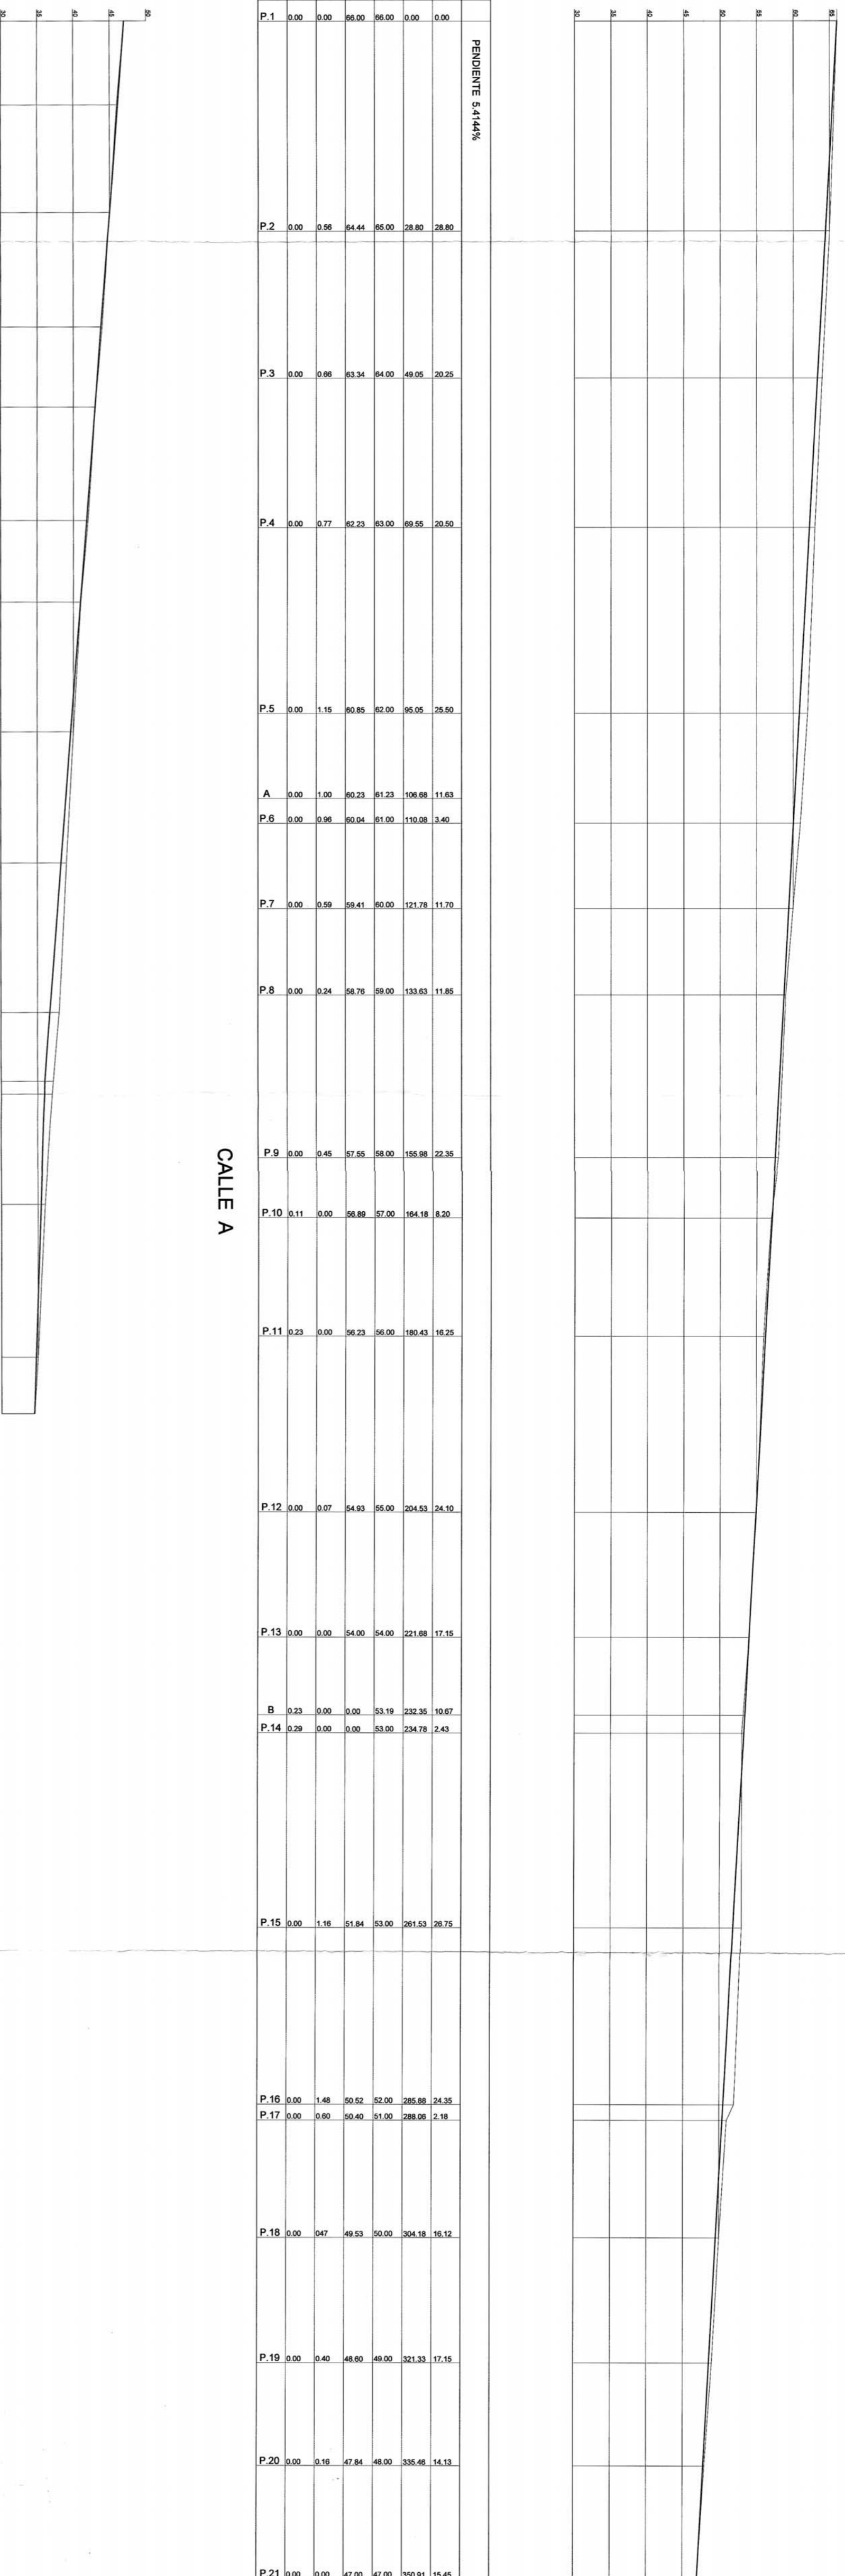 30 35 40 45 50
P.1 0.00 0.00 66.00 66.00 0.00 0.00
PENDIENTE 5.4144%
P.2 0.00 0.56 64.44 65.00 28.80 28.80
P.3 0.00 0.66 63.34 64.00 49.05 20.25
P.4 0.00 0.77 62.23 63.00 69.55 20.50
P.5 0.00 1.15 60.85 62.00 95.05 25.50
A 0.00 1.00 60.23 61.23 106.68 11.63
P.6 0.00 0.96 60.04 61.00 110.08 3.40
P.7 0.00 0.59 59.41 60.00 121.78 11.70
P.8 0.00 0.24 58.76 59.00 133.63 11.85
P.9 0.00 0.45 57.55 58.00 155.98 22.35
P.10 0.11 0.00 56.89 57.00 164.18 8.20
P.11 0.23 0.00 56.23 56.00 180.43 16.25
P.12 0.00 0.07 54.93 55.00 204.53 24.10
P.13 0.00 0.00 54.00 54.00 221.68 17.15
B 0.23 0.00 0.00 53.19 232.35 10.67
P.14 0.29 0.00 0.00 53.00 234.78 2.43
P.15 0.00 1.16 51.84 53.00 261.53 26.75
P.16 0.00 1.48 50.52 52.00 285.88 24.35
P.17 0.00 0.60 50.40 51.00 288.06 2.18
P.18 0.00 047 49.53 50.00 304.18 16.12
P.19 0.00 0.40 48.60 49.00 321.33 17.15
P.20 0.00 0.16 47.84 48.00 335.46 14.13
P.21 0.00 0.00 47.00 47.00 350.91 15.45
CALLE A
30 35 40 45 50 55 60 65